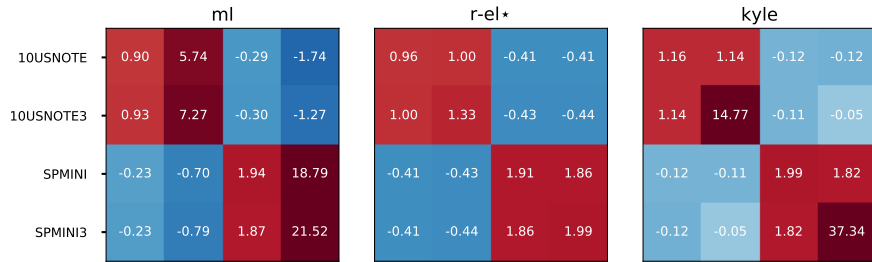 ml r-el⋆ kyle
10USNOTE 0.90 5.74 -0.29 -1.74 0.96 1.00 -0.41 -0.41 1.16 1.14 -0.12 -0.12
10USNOTE3 0.93 7.27 -0.30 -1.27 1.00 1.33 -0.43 -0.44 1.14 14.77 -0.11 -0.05
SPMINI -0.23 -0.70 1.94 18.79 -0.41 -0.43 1.91 1.86 -0.12 -0.11 1.99 1.82
SPMINI3 -0.23 -0.79 1.87 21.52 -0.41 -0.44 1.86 1.99 -0.12 -0.05 1.82 37.34